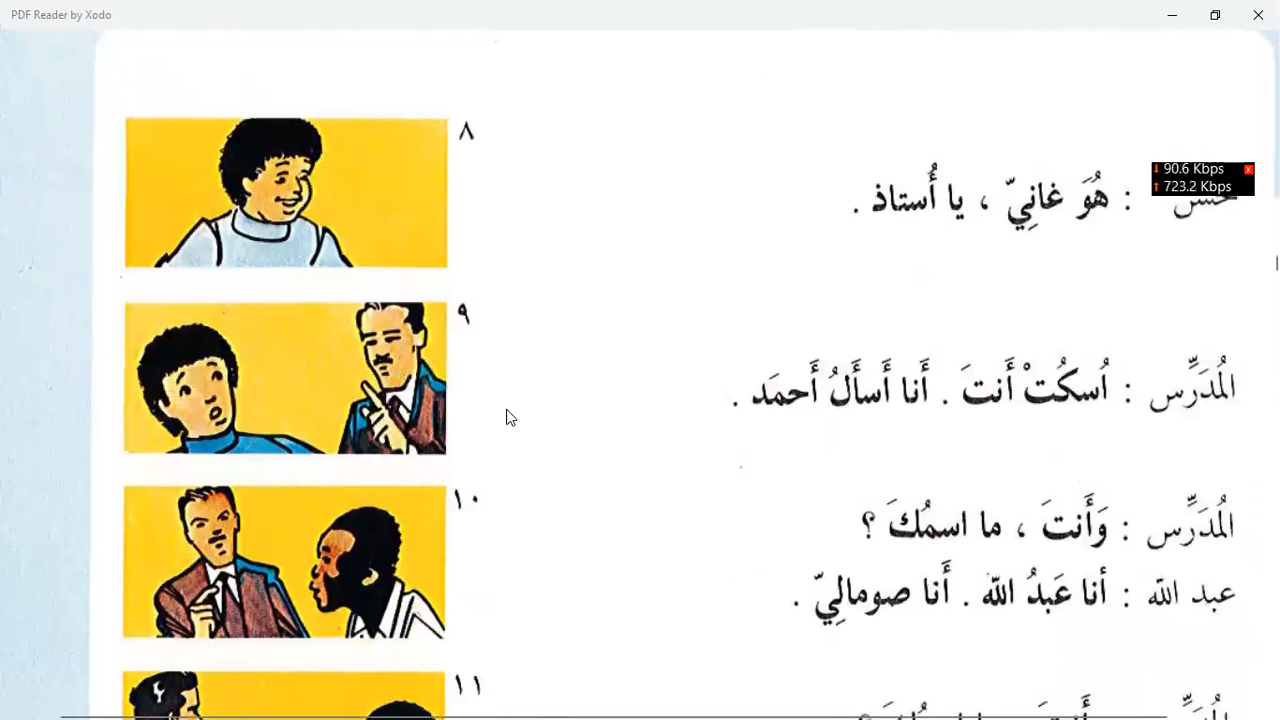 PDF Reader by Xodo
٨
حسن : هُوَ غانِيّ ، يا أُستاذ .
90.6 Kbps
723.2 Kbps
٩
المُدَرِّس : اُسكُتْ أَنتَ . أَنا أَسأَلُ أَحمَد .
١٠
المُدَرِّس : وَأَنتَ ، ما اسمُكَ ؟
عبد الله : أنا عَبدُ الله . أَنا صومالِيّ .
١١